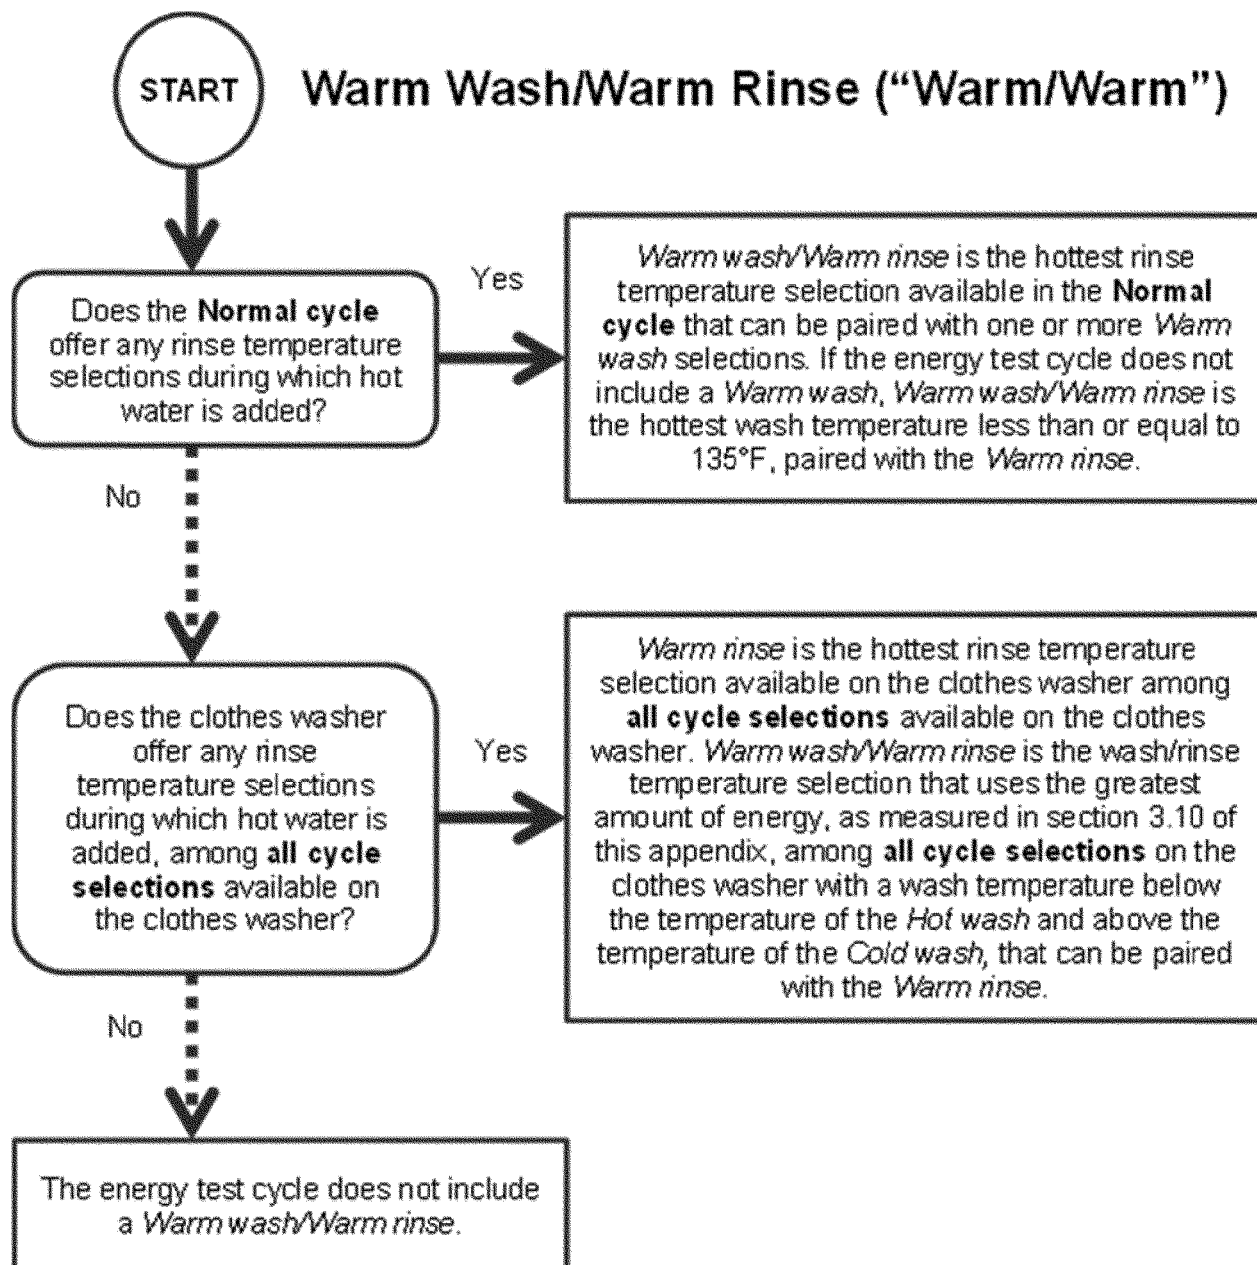 START
Warm Wash/Warm Rinse (“Warm/Warm”)
Does the Normal cycle
offer any rinse temperature
selections during which hot
water is added?
Yes
Warm wash/Warm rinse is the hottest rinse
temperature selection available in the Normal
cycle that can be paired with one or more Warm
wash selections. If the energy test cycle does not
include a Warm wash, Warm wash/Warm rinse is
the hottest wash temperature less than or equal to
135°F, paired with the Warm rinse.
No
Does the clothes washer
offer any rinse
temperature selections
during which hot water is
added, among all cycle
selections available on
the clothes washer?
Yes
Warm rinse is the hottest rinse temperature
selection available on the clothes washer among
all cycle selections available on the clothes
washer. Warm wash/Warm rinse is the wash/rinse
temperature selection that uses the greatest
amount of energy, as measured in section 3.10 of
this appendix, among all cycle selections on the
clothes washer with a wash temperature below
the temperature of the Hot wash and above the
temperature of the Cold wash, that can be paired
with the Warm rinse.
No
The energy test cycle does not include
a Warm wash/Warm rinse.